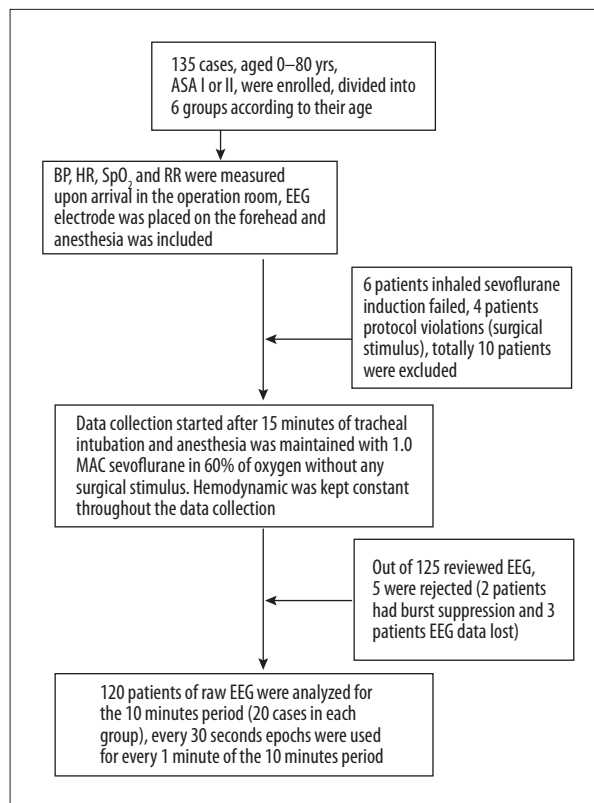 135 cases, aged 0–80 yrs,
ASA I or II, were enrolled, divided into
6 groups according to their age
BP, HR, SpO₂ and RR were measured
upon arrival in the operation room, EEG
electrode was placed on the forehead and
anesthesia was included
6 patients inhaled sevoflurane
induction failed, 4 patients
protocol violations (surgical
stimulus), totally 10 patients
were excluded
Data collection started after 15 minutes of tracheal
intubation and anesthesia was maintained with 1.0
MAC sevoflurane in 60% of oxygen without any
surgical stimulus. Hemodynamic was kept constant
throughout the data collection
Out of 125 reviewed EEG,
5 were rejected (2 patients
had burst suppression and 3
patients EEG data lost)
120 patients of raw EEG were analyzed for
the 10 minutes period (20 cases in each
group), every 30 seconds epochs were used
for every 1 minute of the 10 minutes period